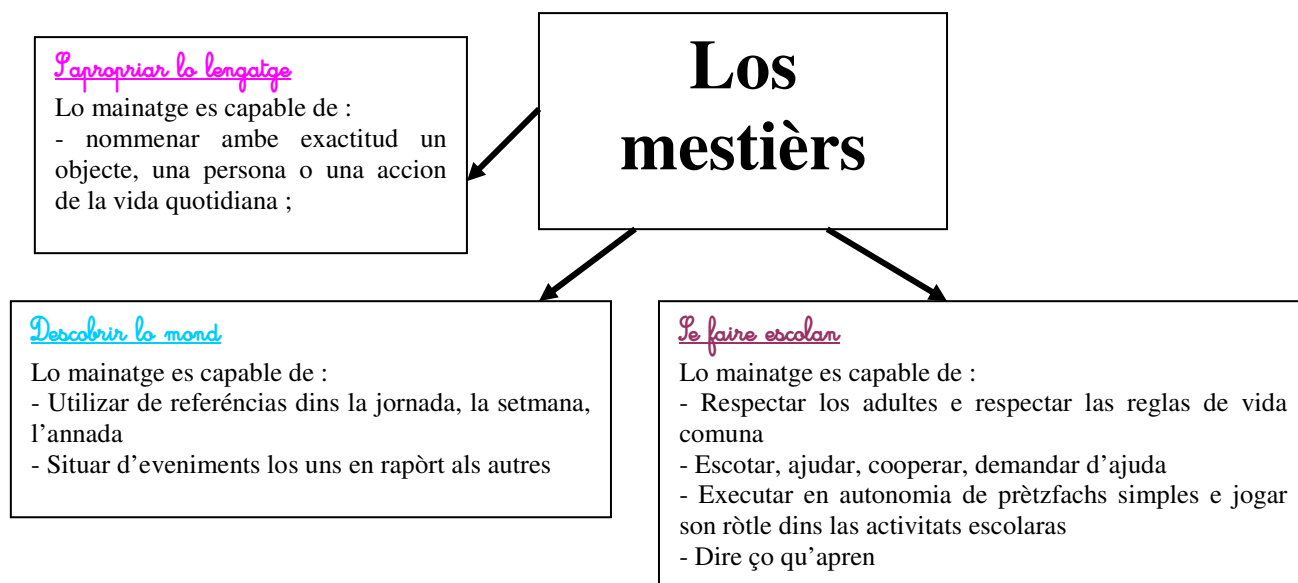 Los
mestièrs
S'apropriar lo lengatge
Lo mainatge es capable de :
- nommenar ambe exactitud un
objecte, una persona o una accion
de la vida quotidiana ;
Descobrir lo mond
Lo mainatge es capable de :
- Utilizar de referéncias dins la jornada, la setmana,
l’annada
- Situar d’eveniments los uns en rapòrt als autres
Se faire escolan
Lo mainatge es capable de :
- Respectar los adultes e respectar las reglas de vida
comuna
- Escotar, ajudar, cooperar, demandar d’ajuda
- Executar en autonomia de prètzfachs simples e jogar
son ròtle dins las activitats escolaras
- Dire ço qu’apren